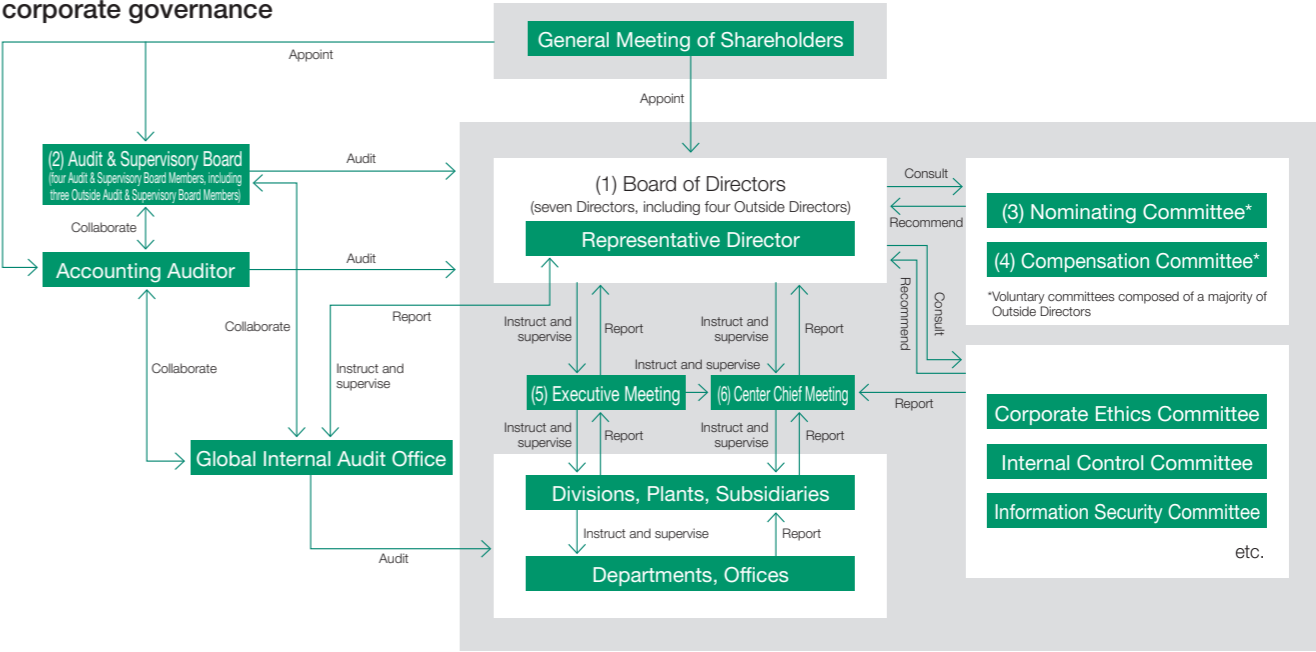 corporate governance
General Meeting of Shareholders
Appoint
Appoint
(2) Audit & Supervisory Board
(four Audit & Supervisory Board Members, including
three Outside Audit & Supervisory Board Members)
Audit
Collaborate
Accounting Auditor
Audit
(1) Board of Directors
(seven Directors, including four Outside Directors)
Representative Director
Consult
Recommend
(3) Nominating Committee*
(4) Compensation Committee*
*Voluntary committees composed of a majority of
Outside Directors
Collaborate
Report
Collaborate
Instruct and
supervise
Instruct and
supervise
Report
Instruct and
supervise
Report
Recommend
Consult
Instruct and supervise
(5) Executive Meeting
(6) Center Chief Meeting
Report
Corporate Ethics Committee
Internal Control Committee
Information Security Committee
etc.
Instruct and
supervise
Report
Instruct and
supervise
Report
Global Internal Audit Office
Divisions, Plants, Subsidiaries
Instruct and supervise
Report
Audit
Departments, Offices